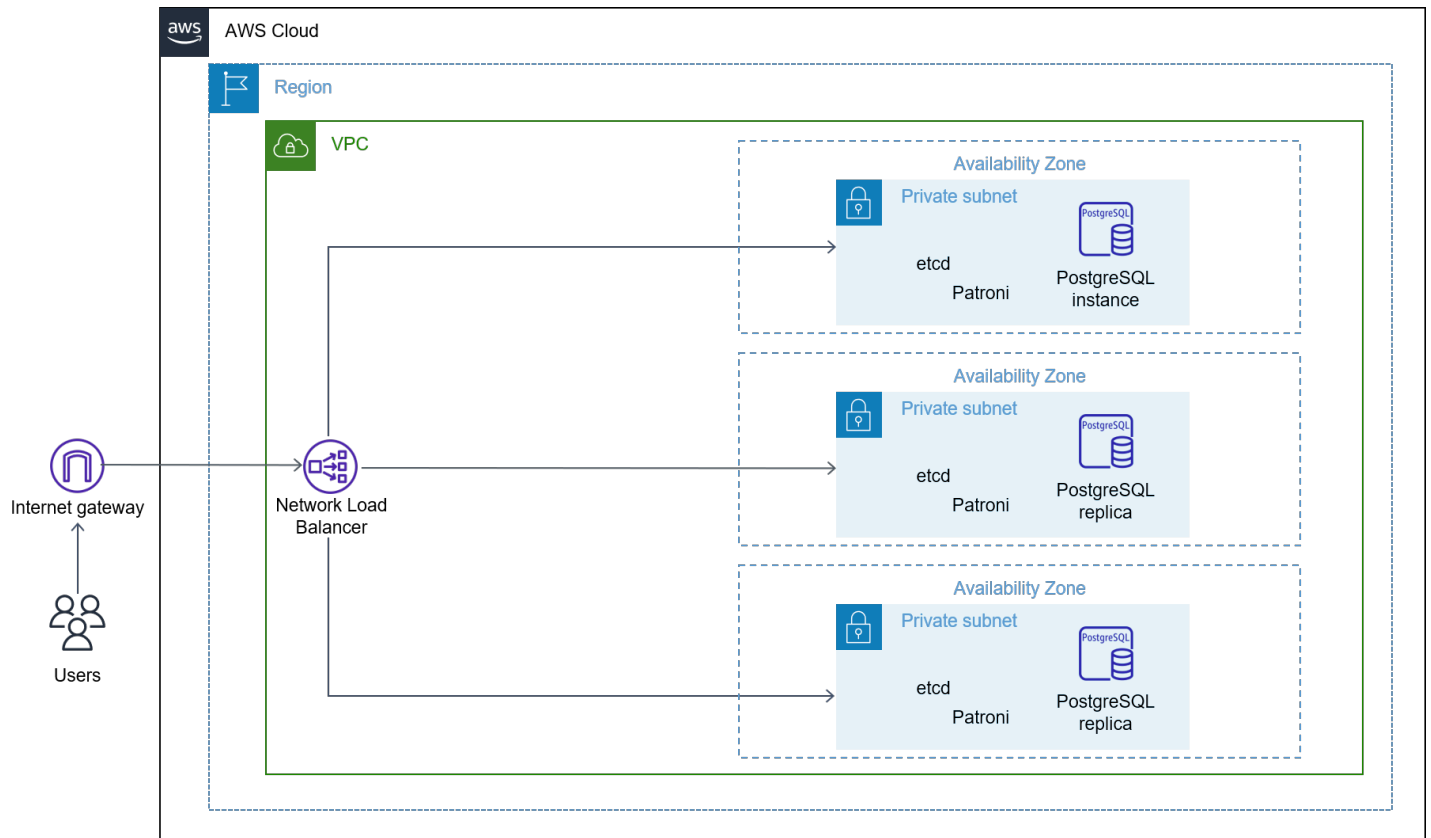 aws
AWS Cloud
Region
VPC
Availability Zone
Private subnet
PostgreSQL
etcd
Patroni
PostgreSQL
instance
Availability Zone
Private subnet
PostgreSQL
etcd
Patroni
PostgreSQL
replica
Internet gateway
Network Load
Balancer
Availability Zone
Private subnet
PostgreSQL
etcd
Patroni
PostgreSQL
replica
Users